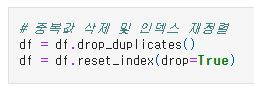 # 중복값 삭제 및 인덱스 재정렬
df = df.drop_duplicates()
df = df.reset_index(drop=True)